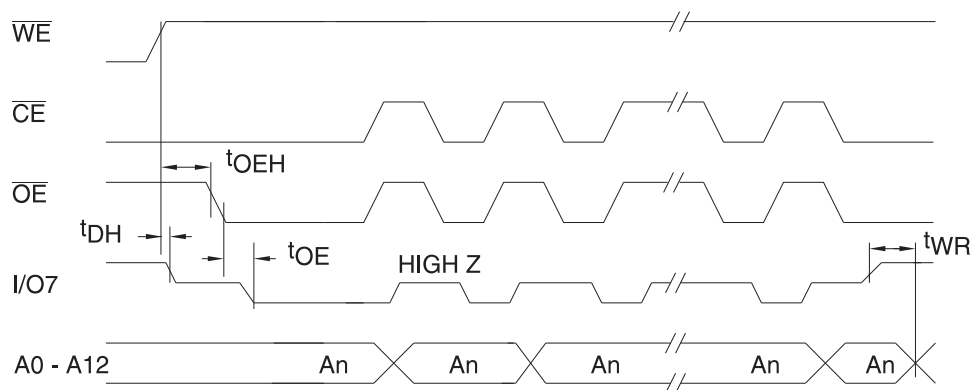 WE
CE
tOEH
OE
tDH
tOE
tWR
HIGH Z
I/O7
A0 - A12 An An An An An